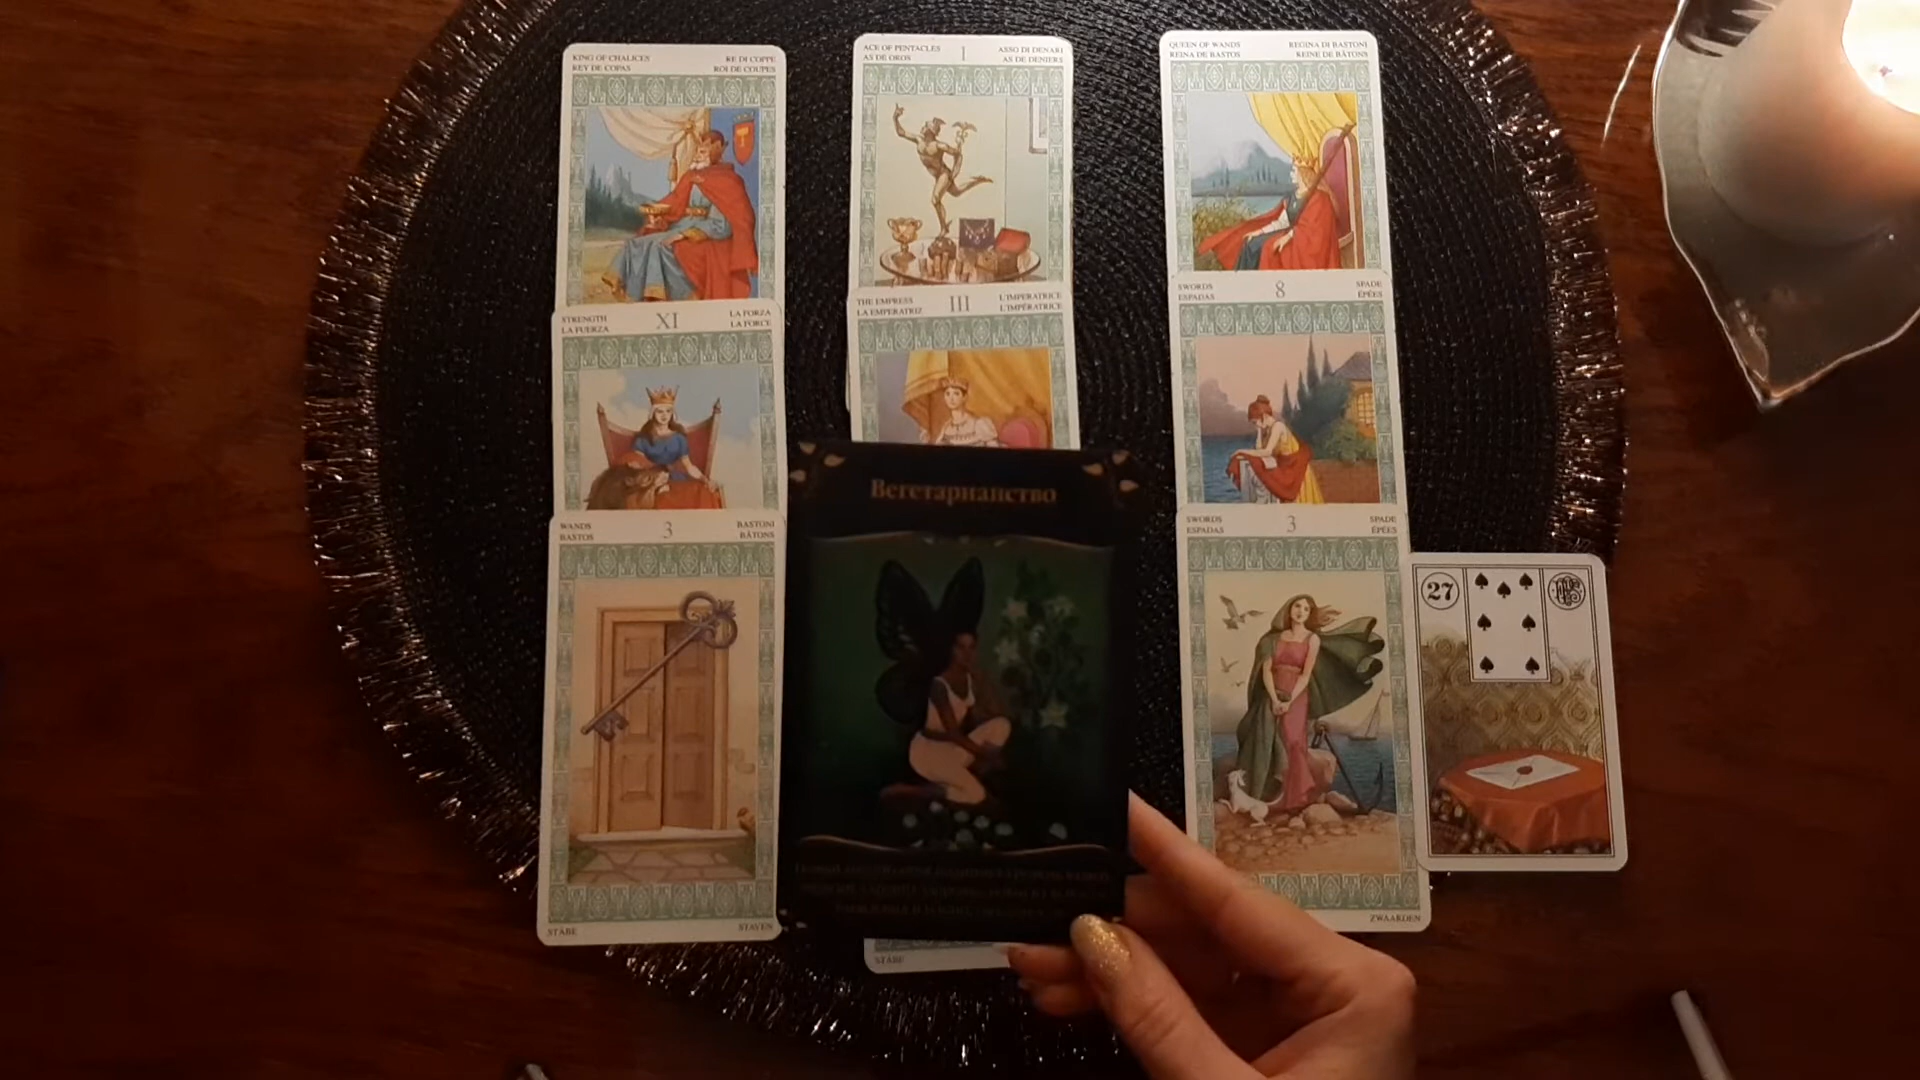 KING OF CHALICES RE DI COPPE
REY DE COPAS ROI DE COUPES
ACE OF PENTACLES 1 ASSO DI DENARI
AS DE OROS AS DE DENIERS
QUEEN OF WANDS REGINA DI BASTONI
REINA DE BASTOS REINE DE BÂTONS
STRENGTH XI LA FORZA
LA FUERZA LA FORCE
THE EMPRESS III L'IMPERATRICE
LA EMPERATRIZ L'IMPÉRATRICE
SWORDS 8 SPADE
ESPADAS ÉPÉES
WANDS 3 BASTONI
BASTOS BÂTONS
STÄBE STAVEN
Вегетарианство
STÄBE
SWORDS 3 SPADE
ESPADAS ÉPÉES
ZWAARDEN
27